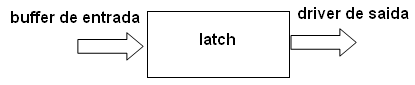 buffer de entrada
latch
driver de saida